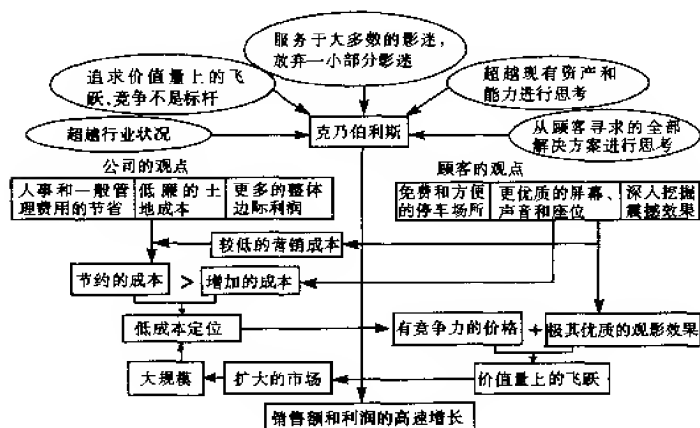 服务于大多数的影迷，
放弃一小部分影迷
追求价值量上的飞
跃,竞争不是标杆
超越现有资产和
能力进行思考
超越行业状况
克乃伯利斯
从顾客寻求的全部
解决方案进行思考
公司的观点
顾客的观点
人事和一般管
理费用的节省
低廉的土
地成本
更多的整体
边际利润
免费和方便
的停车场所
更优质的屏幕、
声音和座位
深入挖掘
震撼效果
较低的营销成本
节约的成本
>
增加的成本
低成本定位
有竞争力的价格
+
极其优质的观影效果
大规模
扩大的市场
价值量上的飞跃
销售额和利润的高速增长